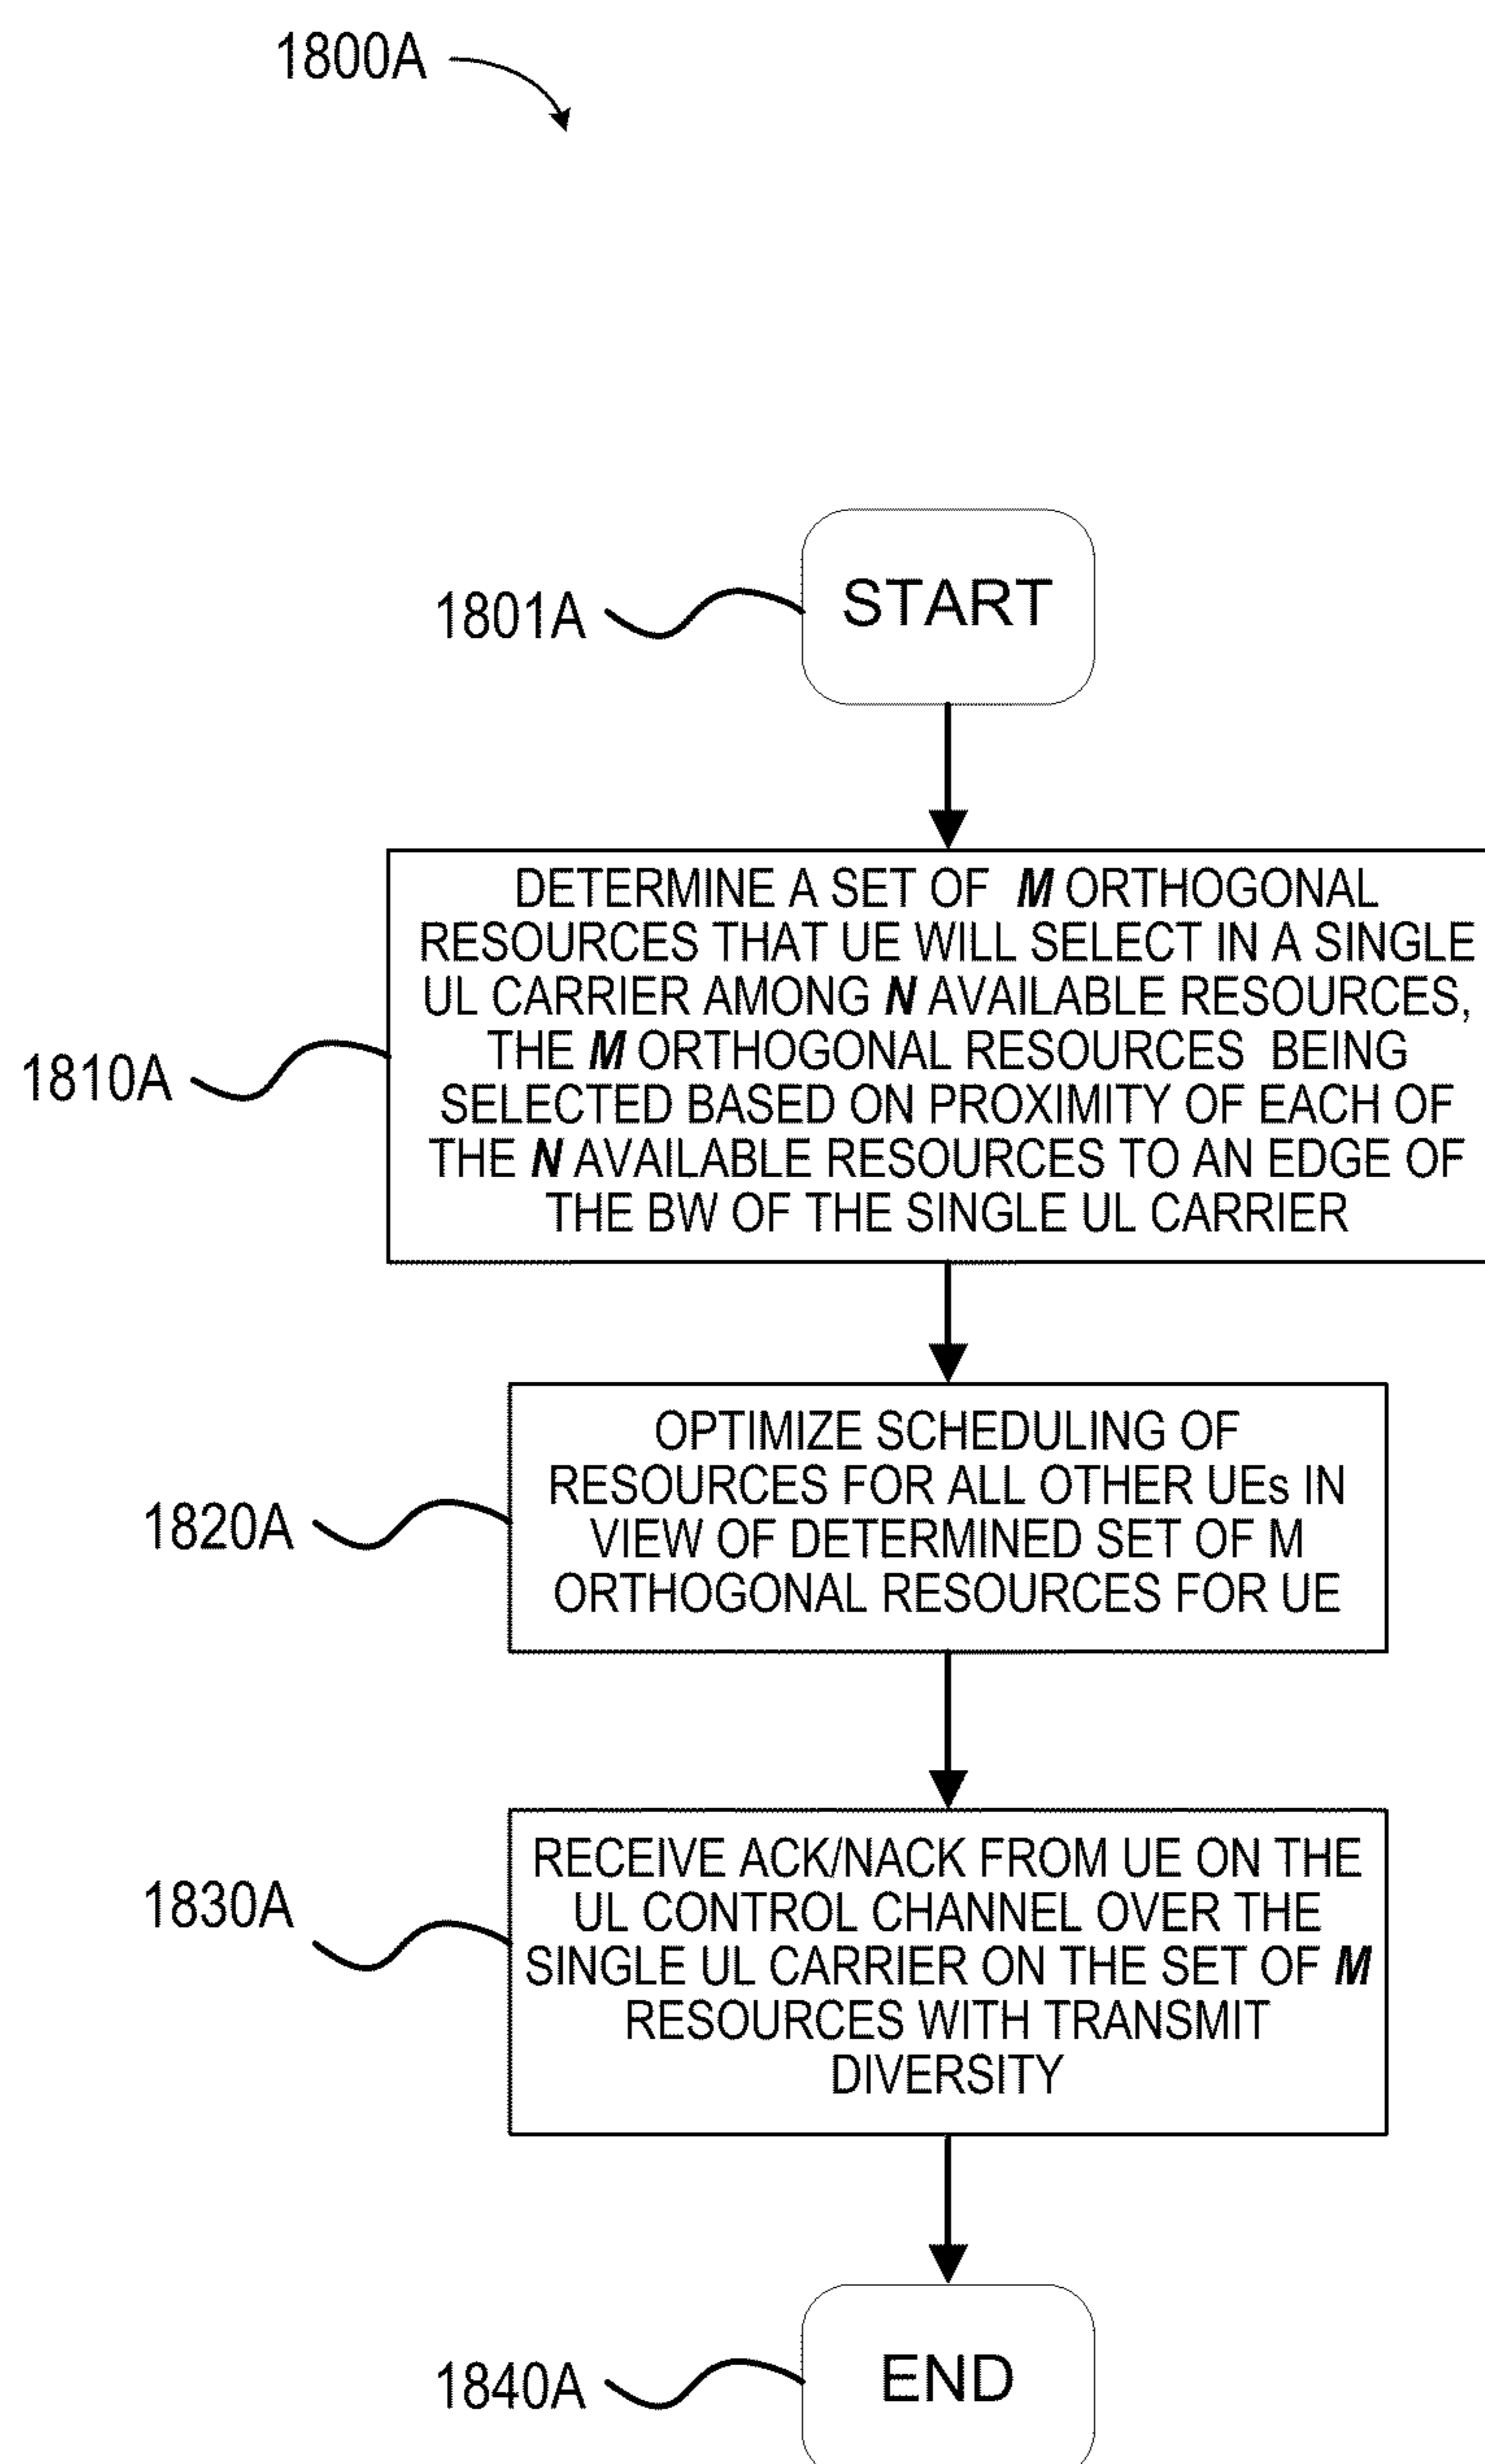 1800A
1801A
START
1810A
DETERMINE A SET OF M ORTHOGONAL
RESOURCES THAT UE WILL SELECT IN A SINGLE
UL CARRIER AMONG N AVAILABLE RESOURCES,
THE M ORTHOGONAL RESOURCES BEING
SELECTED BASED ON PROXIMITY OF EACH OF
THE N AVAILABLE RESOURCES TO AN EDGE OF
THE BW OF THE SINGLE UL CARRIER
1820A
OPTIMIZE SCHEDULING OF
RESOURCES FOR ALL OTHER UEs IN
VIEW OF DETERMINED SET OF M
ORTHOGONAL RESOURCES FOR UE
1830A
RECEIVE ACK/NACK FROM UE ON THE
UL CONTROL CHANNEL OVER THE
SINGLE UL CARRIER ON THE SET OF M
RESOURCES WITH TRANSMIT
DIVERSITY
1840A
END